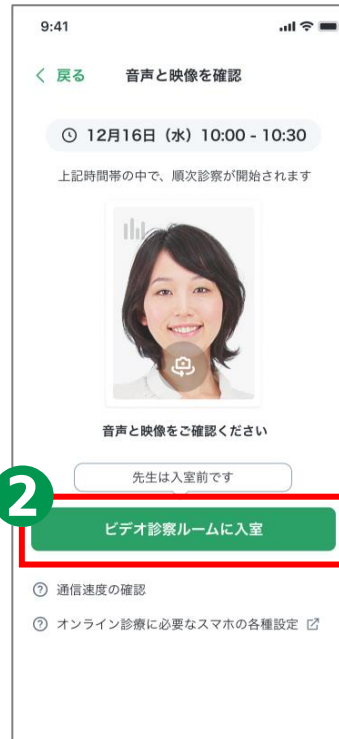 9:41
戻る 音声と映像を確認
12月16日（水）10:00 - 10:30
上記時間帯の中で、順次診察が開始されます
音声と映像をご確認ください
先生は入室前です
2
ビデオ診察ルームに入室
通信速度の確認
オンライン診療に必要なスマホの各種設定